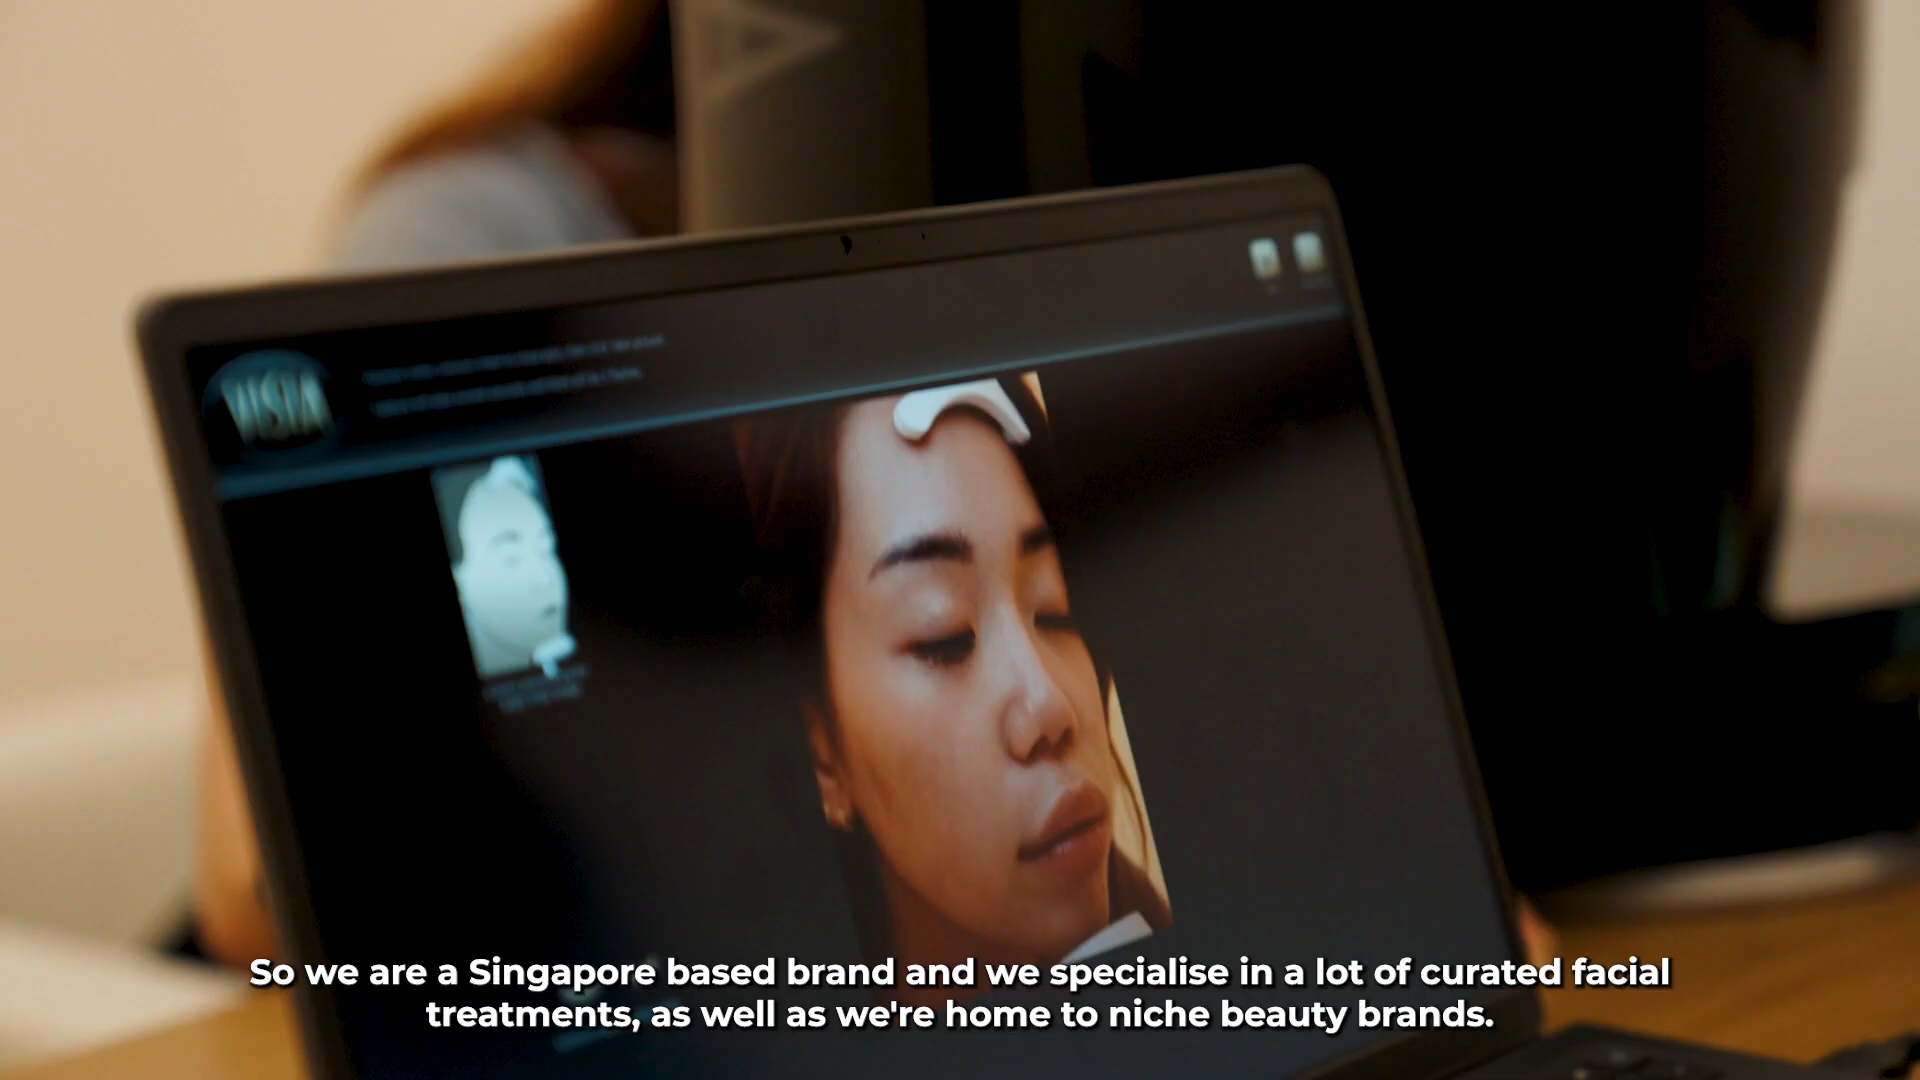 VISIA
So we are a Singapore based brand and we specialise in a lot of curated facial
treatments, as well as we're home to niche beauty brands.